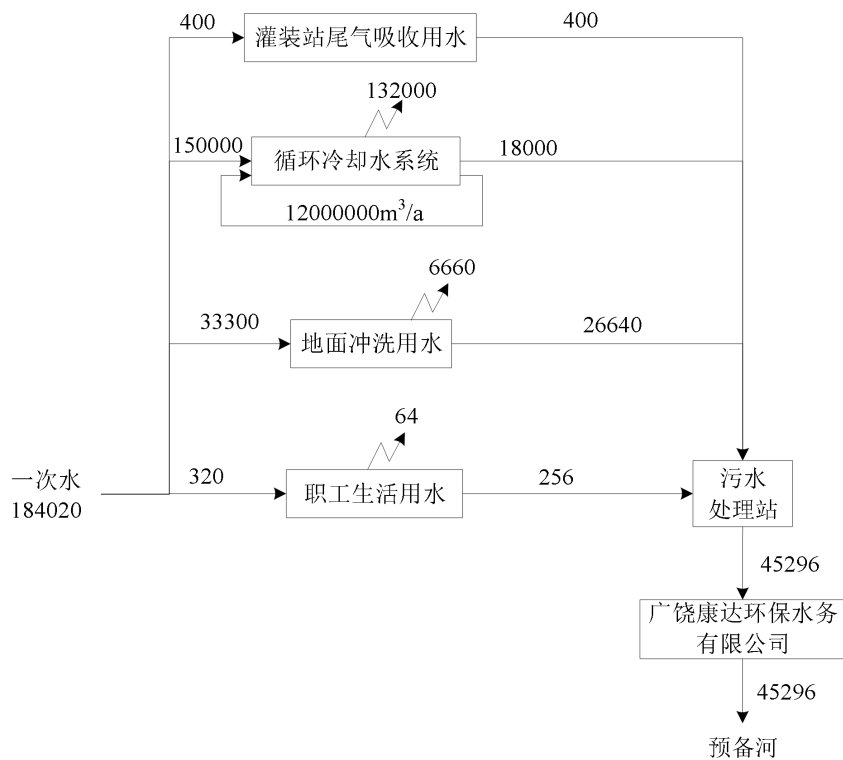 400
灌装站尾气吸收用水
400
132000
150000
循环冷却水系统
18000
12000000m³/a
6660
33300
地面冲洗用水
26640
64
一次水
184020
320
职工生活用水
256
污水
处理站
45296
广饶康达环保水务
有限公司
45296
预备河